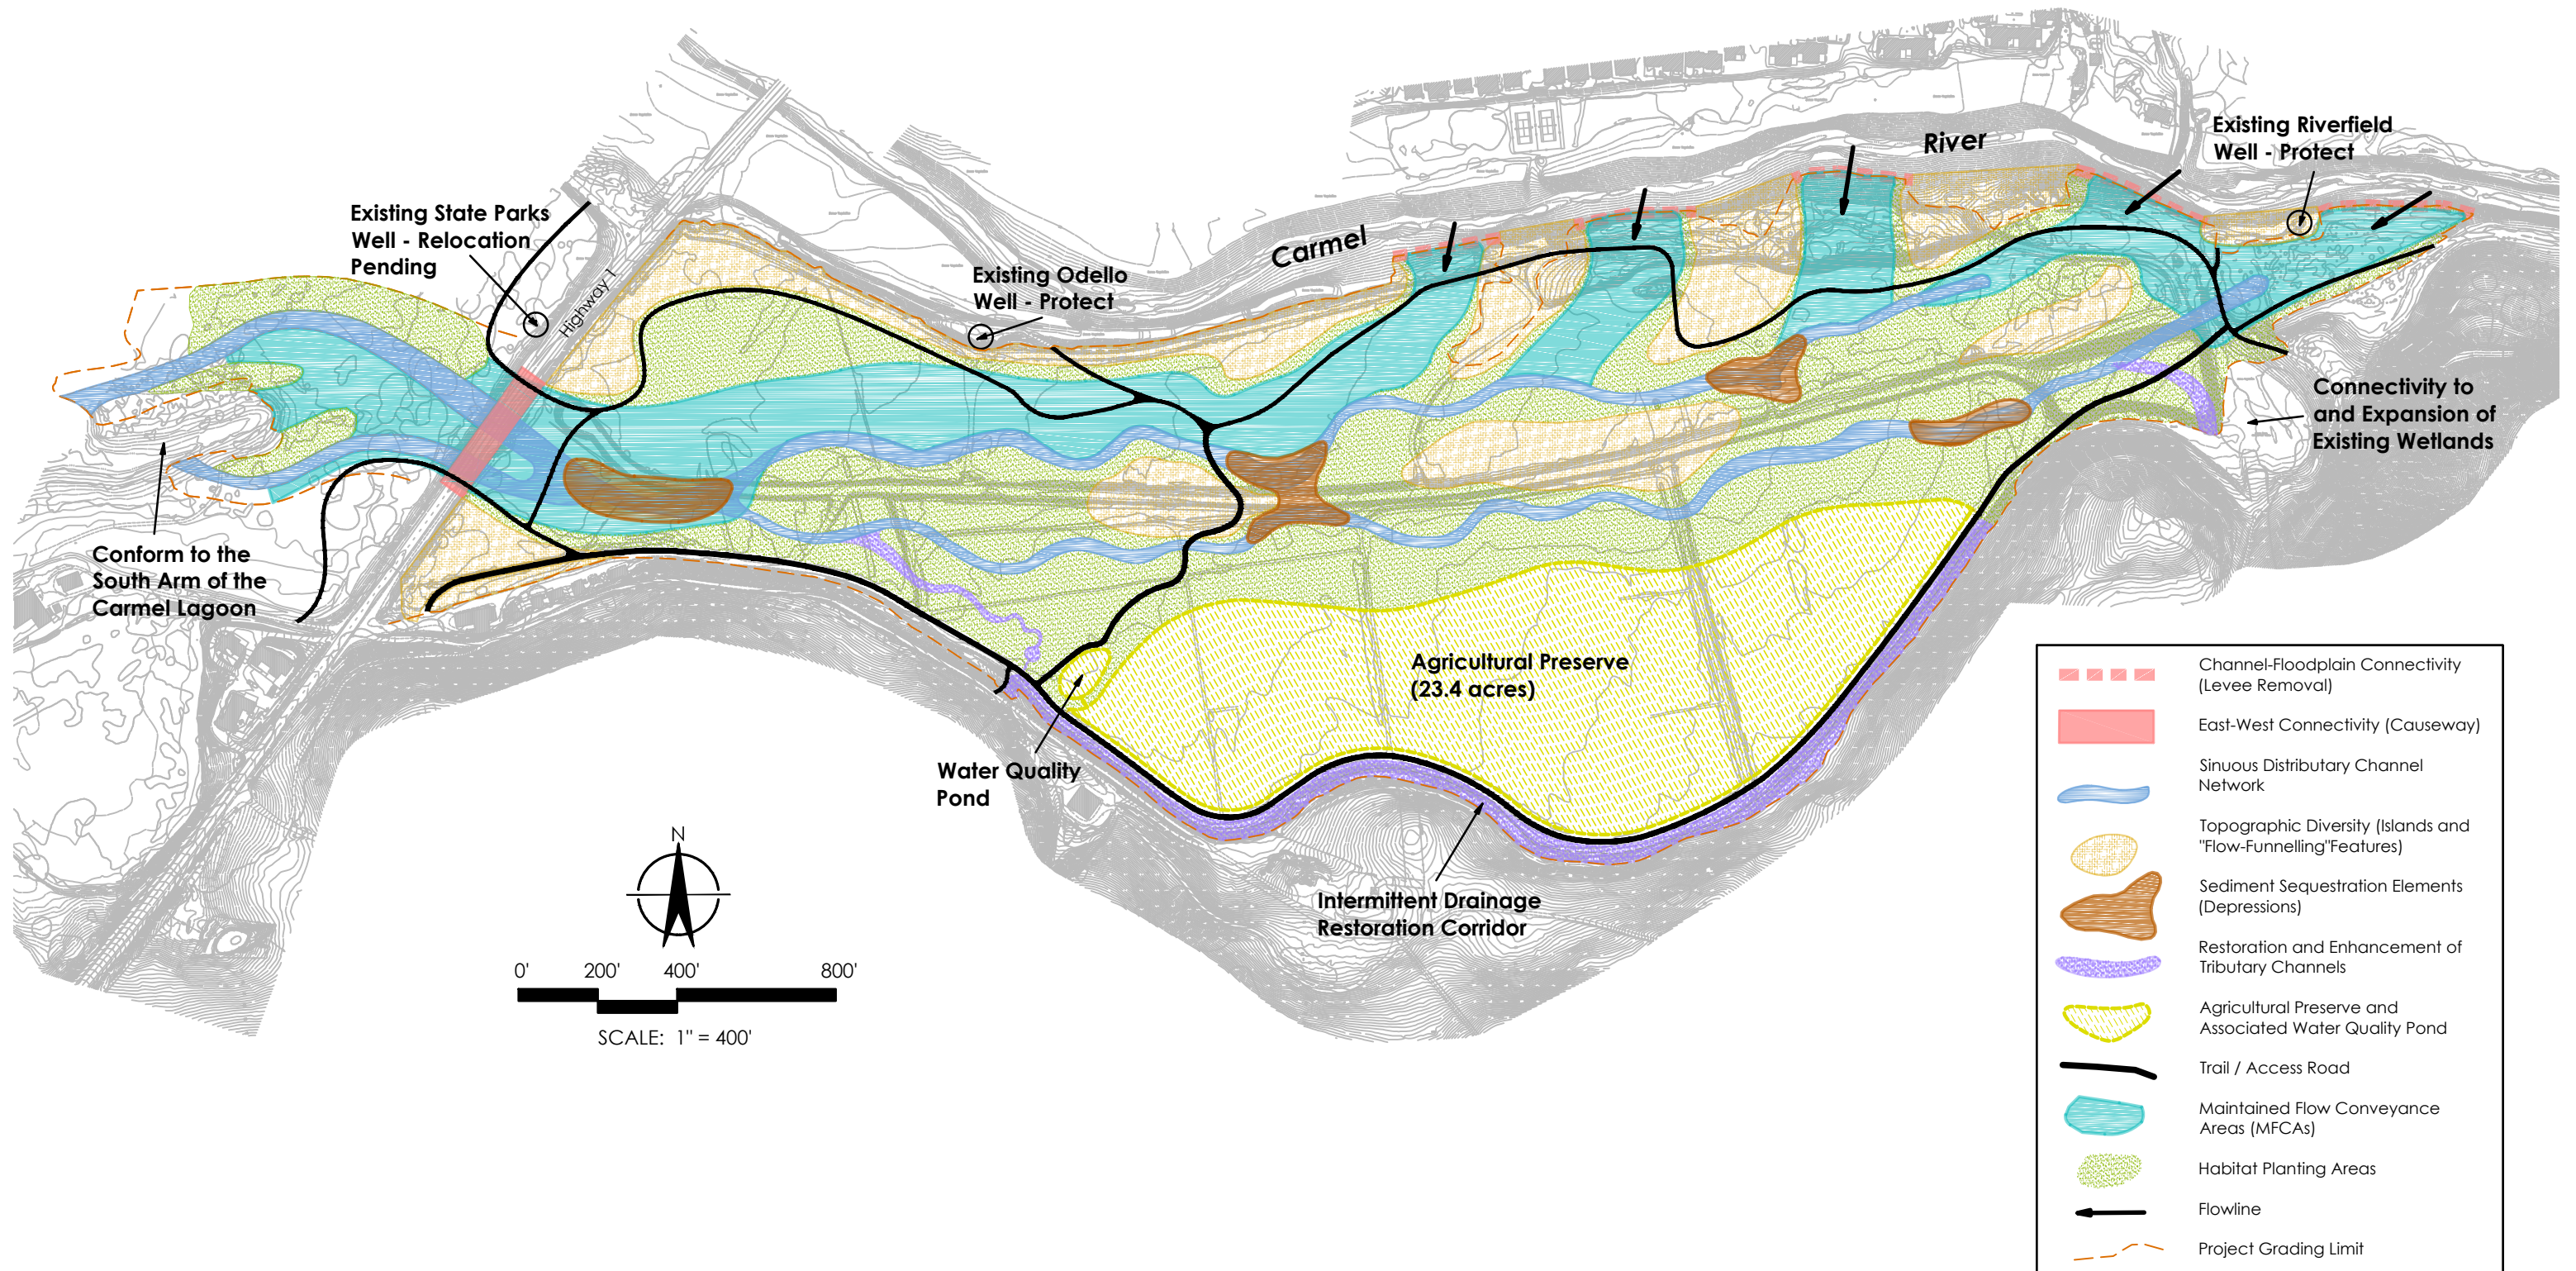 River
Existing Riverfield
Well - Protect
Carmel
Existing State Parks
Well - Relocation
Pending
Highway 1
Existing Odello
Well - Protect
Connectivity to
and Expansion of
Existing Wetlands
Conform to the
South Arm of the
Carmel Lagoon
Agricultural Preserve
(23.4 acres)
Water Quality
Pond
Intermittent Drainage
Restoration Corridor
N
0' 200' 400' 800'
SCALE: 1" = 400'
Channel-Floodplain Connectivity
(Levee Removal)
East-West Connectivity (Causeway)
Sinuous Distributary Channel
Network
Topographic Diversity (Islands and
"Flow-Funnelling"Features)
Sediment Sequestration Elements
(Depressions)
Restoration and Enhancement of
Tributary Channels
Agricultural Preserve and
Associated Water Quality Pond
Trail / Access Road
Maintained Flow Conveyance
Areas (MFCAs)
Habitat Planting Areas
Flowline
Project Grading Limit